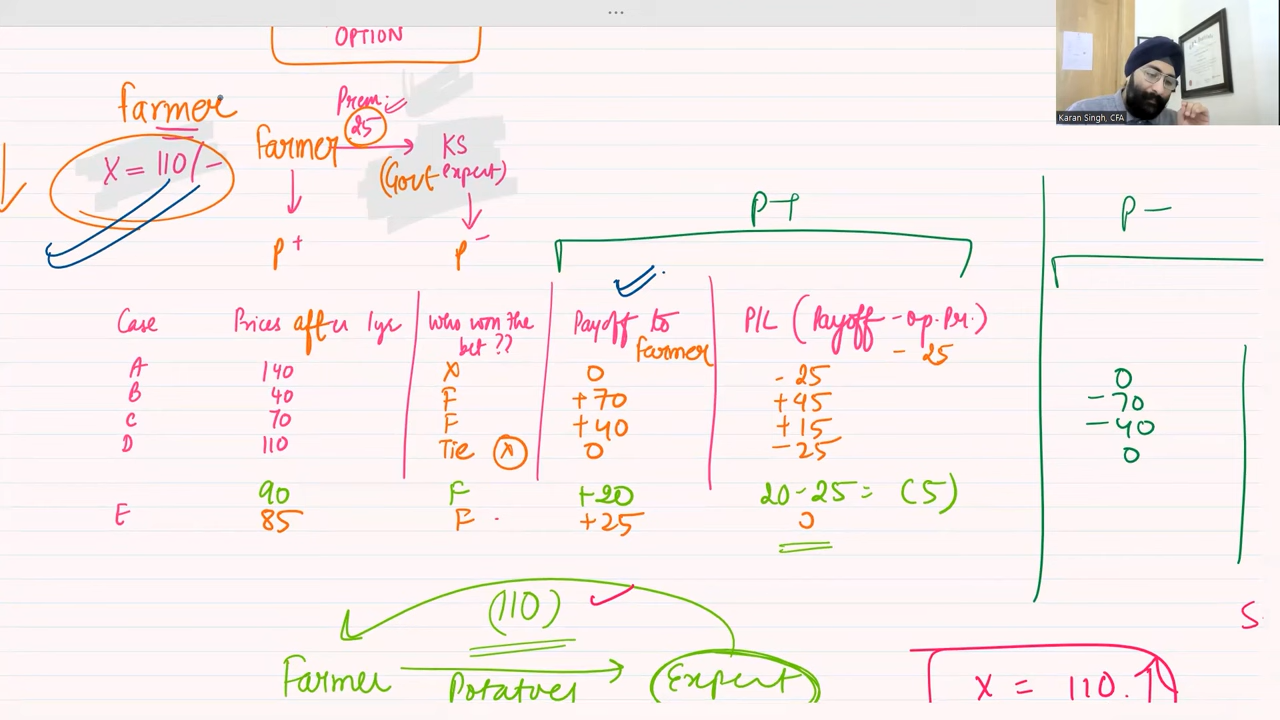 OPTION
Karan Singh, CFA
farmer
X = 110/-
Prem.
25
farmer
KS
(Govt expert)
P+
P-
P+
P-
Case
Prices after 1yr
Who won the bet ??
Payoff to farmer
P/L (Payoff - op. Pr.)
- 25
A 140 X 0 - 25 0
B 40 F +70 +45 - 70
C 70 F +40 +15 - 40
D 110 Tie (X) 0 - 25 0
90 F +20 20 - 25 = (5)
E 85 F +25 0
(110)
Farmer
Potatoes
(Expert)
S
X = 110.